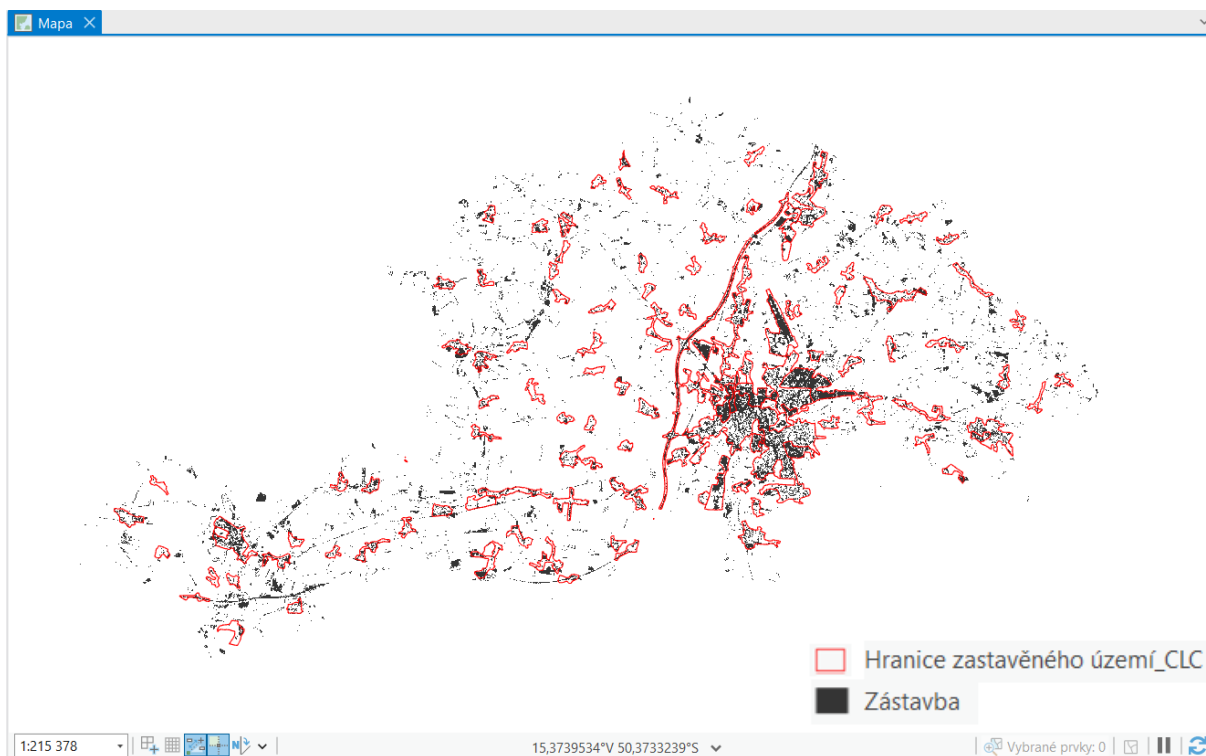 Mapa
Hranice zastavěného území_CLC
Zástavba
1:215 378
15,3739534°V 50,3733239°S
Vybrané prvky: 0